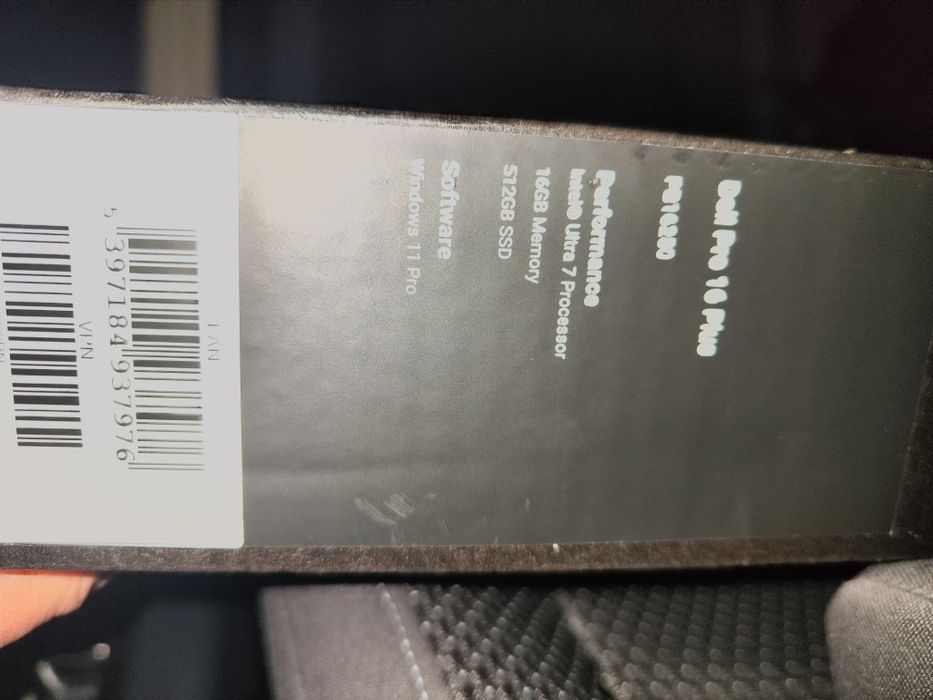 Dell Pro 16 Plus
PB16250
Performance
Intel® Ultra 7 Processor
16GB Memory
512GB SSD
Software
Windows 11 Pro
EAN
5 397184 937976
VPN